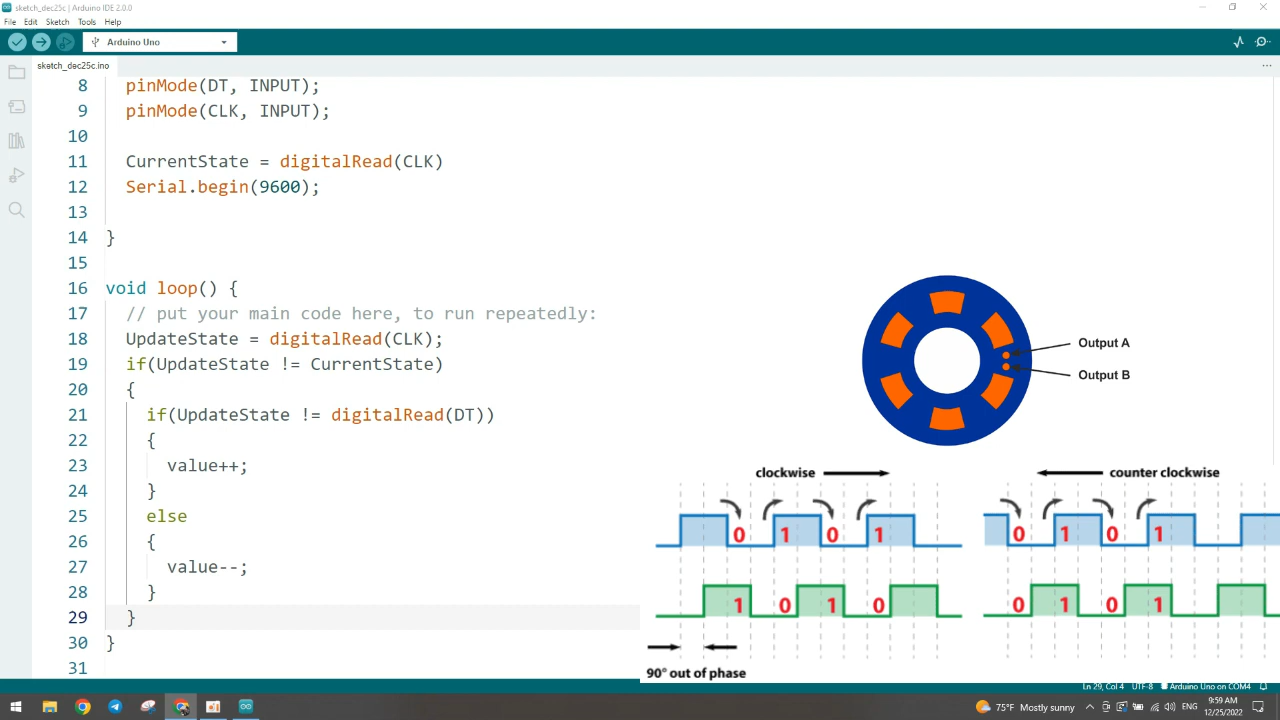 sketch_dec25c | Arduino IDE 2.0.0
File Edit Sketch Tools Help
Arduino Uno
sketch_dec25c.ino
8 pinMode(DT, INPUT);
9 pinMode(CLK, INPUT);
10
11 CurrentState = digitalRead(CLK)
12 Serial.begin(9600);
13
14 }
15
16 void loop() {
17 // put your main code here, to run repeatedly:
18 UpdateState = digitalRead(CLK);
19 if(UpdateState != CurrentState)
20 {
21 if(UpdateState != digitalRead(DT))
22 {
23 value++;
24 }
25 else
26 {
27 value--;
28 }
29 }
30 }
31
Output A
Output B
clockwise
counter clockwise
0 1 0 1
0 1 0 1
1 0 1 0
0 1 0 1
90° out of phase
Ln 29, Col 4 UTF-8 Arduino Uno on COM4
75°F Mostly sunny
ENG
9:59 AM
12/25/2022